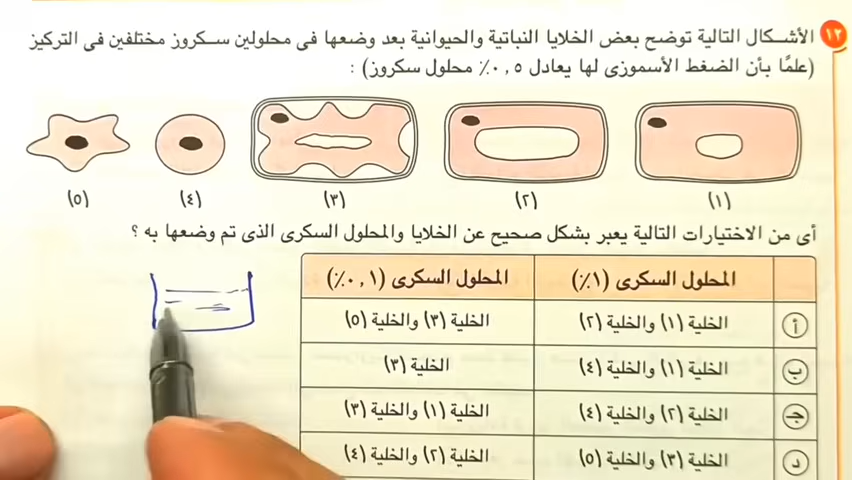 ١٢ الأشكال التالية توضح بعض الخلايا النباتية والحيوانية بعد وضعها فى محلولين سكروز مختلفين فى التركيز
(علمًا بأن الضغط الأسموزى لها يعادل ٠,٥٪ محلول سكروز) :
(١) (٢) (٣) (٤) (٥)
أى من الاختيارات التالية يعبر بشكل صحيح عن الخلايا والمحلول السكرى الذى تم وضعها به ؟
المحلول السكرى (١٪) المحلول السكرى (٠,١٪)
أ الخلية (١) والخلية (٢) الخلية (٣) والخلية (٥)
ب الخلية (١) والخلية (٤) الخلية (٣)
جـ الخلية (٢) والخلية (٤) الخلية (١) والخلية (٣)
د الخلية (٣) والخلية (٥) الخلية (٢) والخلية (٤)